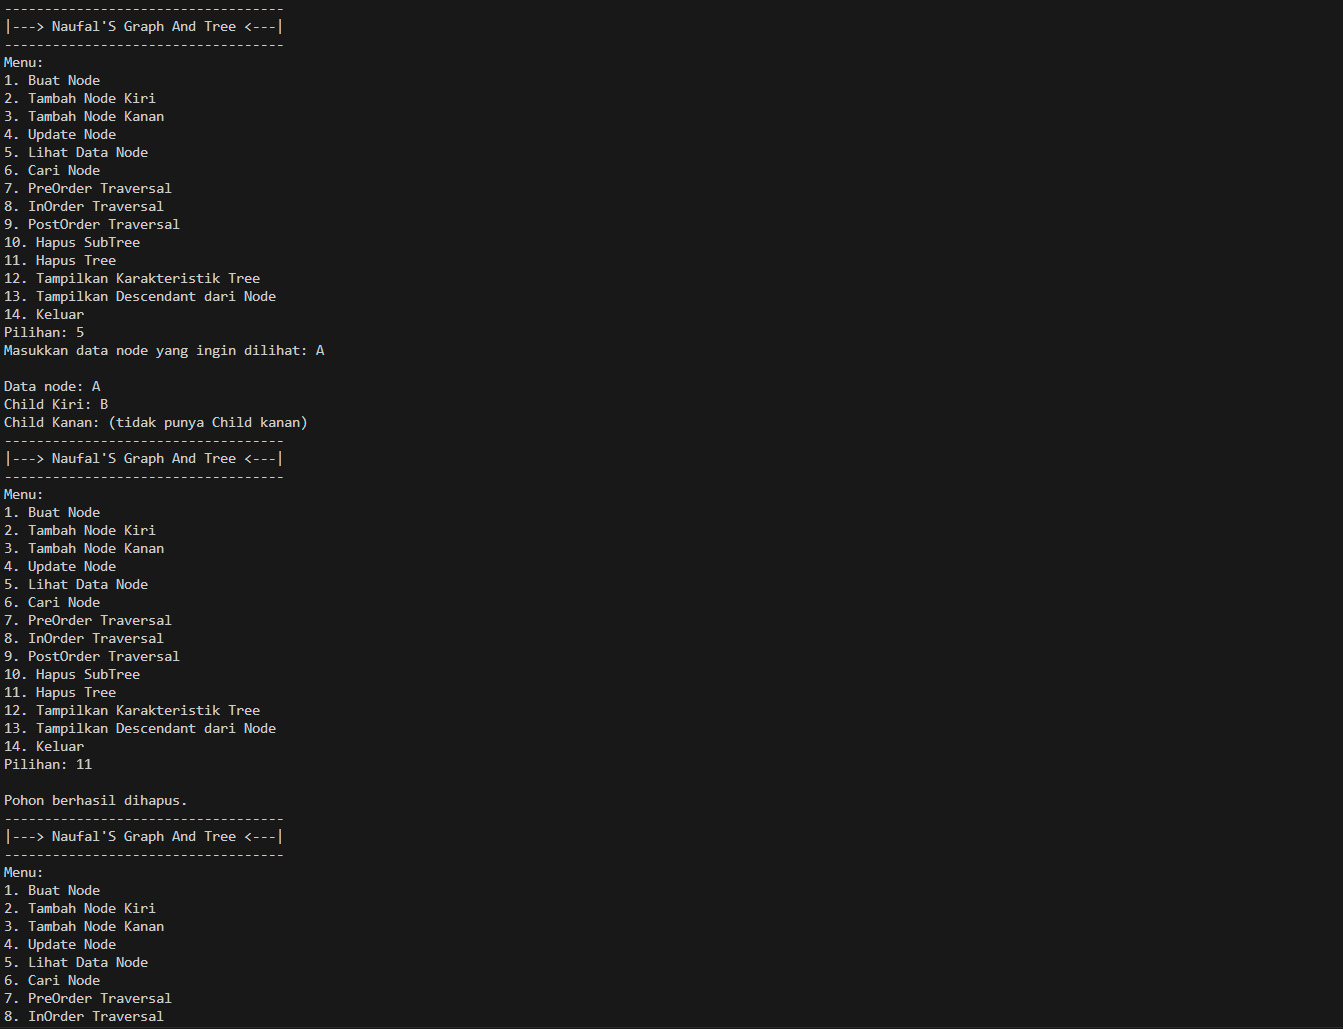 -----------------------------------
|---> Naufal'S Graph And Tree <---|
-----------------------------------
Menu:
1. Buat Node
2. Tambah Node Kiri
3. Tambah Node Kanan
4. Update Node
5. Lihat Data Node
6. Cari Node
7. PreOrder Traversal
8. InOrder Traversal
9. PostOrder Traversal
10. Hapus SubTree
11. Hapus Tree
12. Tampilkan Karakteristik Tree
13. Tampilkan Descendant dari Node
14. Keluar
Pilihan: 5
Masukkan data node yang ingin dilihat: A

Data node: A
Child Kiri: B
Child Kanan: (tidak punya Child kanan)
-----------------------------------
|---> Naufal'S Graph And Tree <---|
-----------------------------------
Menu:
1. Buat Node
2. Tambah Node Kiri
3. Tambah Node Kanan
4. Update Node
5. Lihat Data Node
6. Cari Node
7. PreOrder Traversal
8. InOrder Traversal
9. PostOrder Traversal
10. Hapus SubTree
11. Hapus Tree
12. Tampilkan Karakteristik Tree
13. Tampilkan Descendant dari Node
14. Keluar
Pilihan: 11

Pohon berhasil dihapus.
-----------------------------------
|---> Naufal'S Graph And Tree <---|
-----------------------------------
Menu:
1. Buat Node
2. Tambah Node Kiri
3. Tambah Node Kanan
4. Update Node
5. Lihat Data Node
6. Cari Node
7. PreOrder Traversal
8. InOrder Traversal